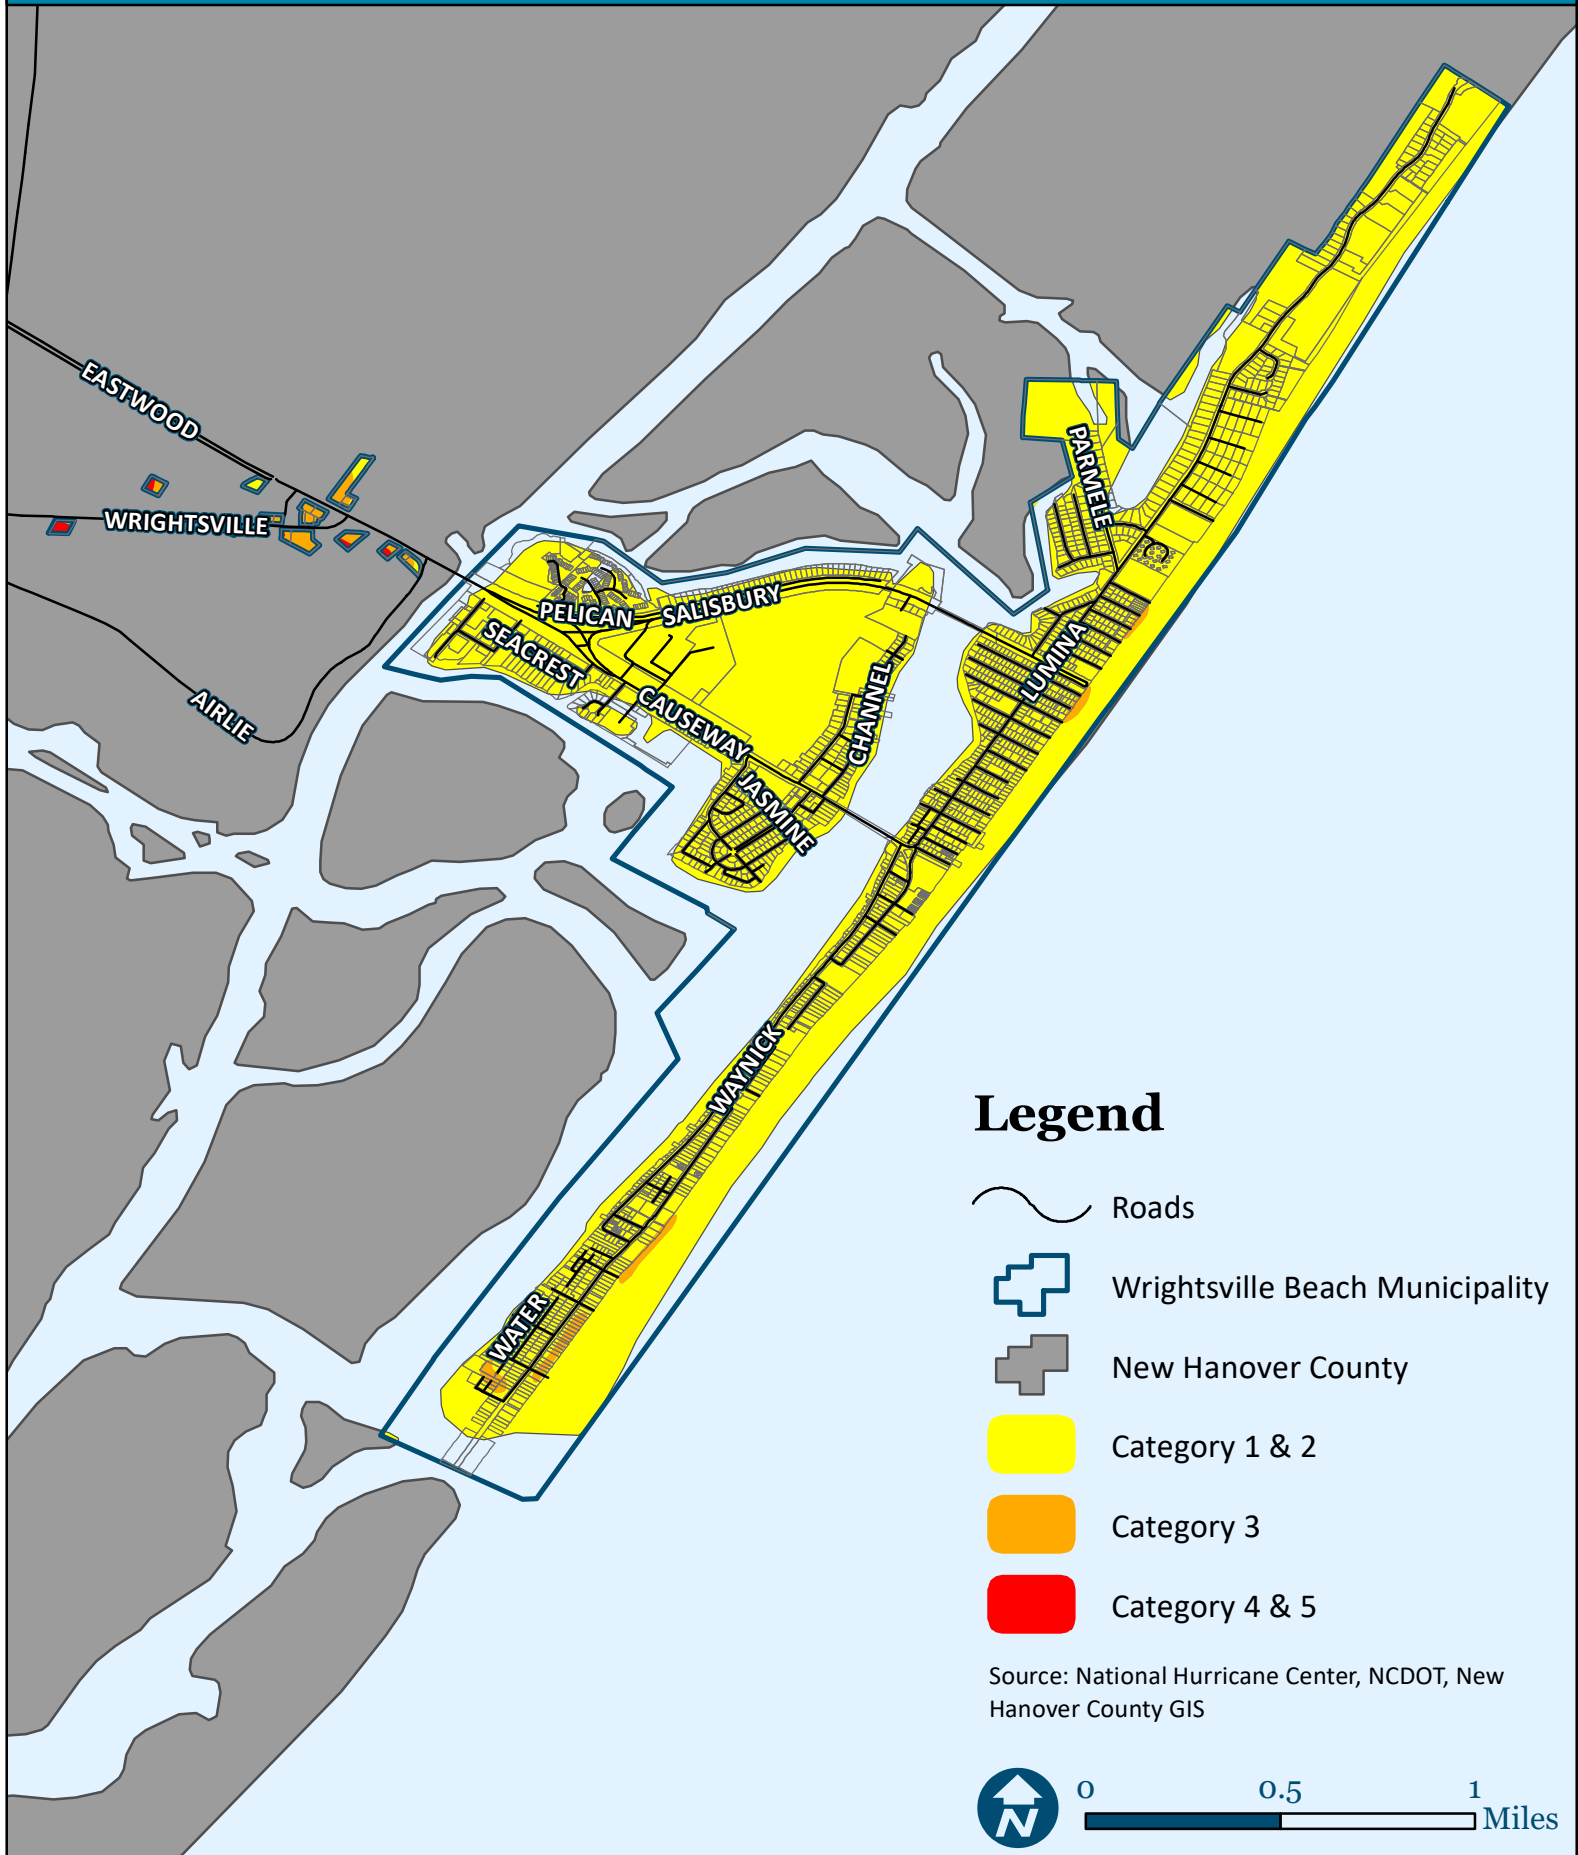 EASTWOOD
WRIGHTSVILLE
AIRLIE
PARMELE
PELICAN
SALISBURY
SEACREST
CAUSEWAY
CHANNEL
LUMINA
JASMINE
WAYNICK
WATER
Legend
Roads
Wrightsville Beach Municipality
New Hanover County
Category 1 & 2
Category 3
Category 4 & 5
Source: National Hurricane Center, NCDOT, New
Hanover County GIS
N
0 0.5 1
Miles